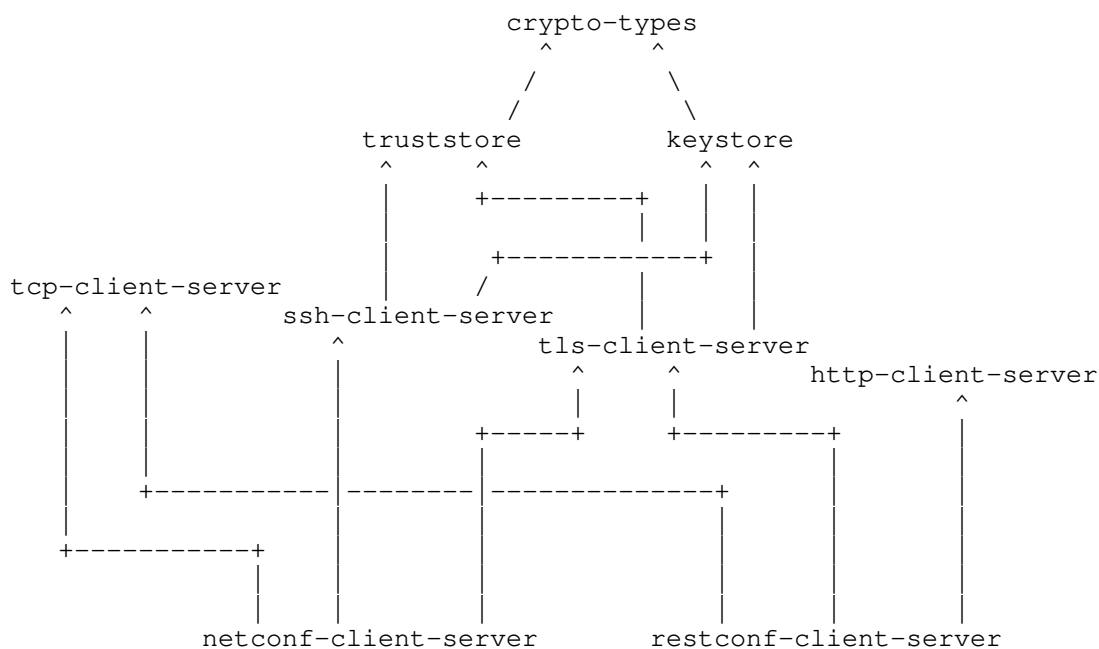 crypto-types
truststore keystore
tcp-client-server
ssh-client-server
tls-client-server
http-client-server
netconf-client-server restconf-client-server